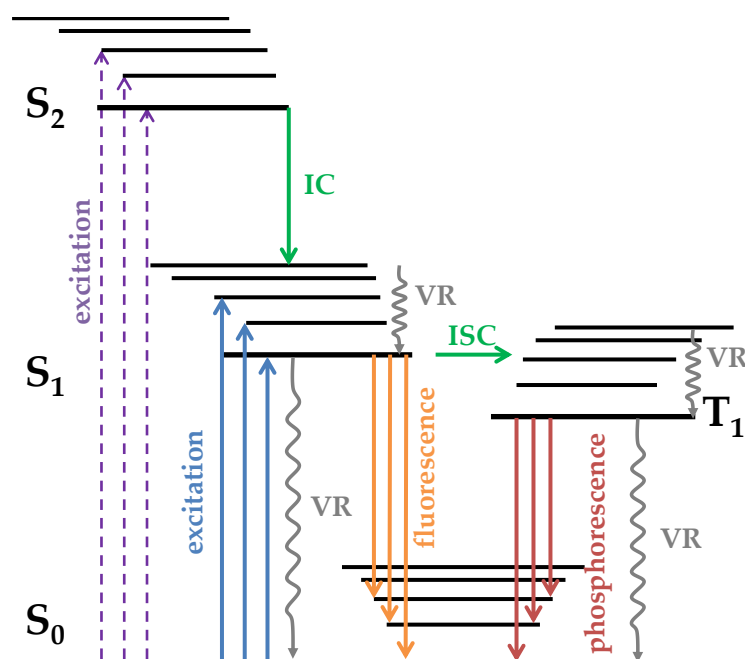 S2
IC
excitation
VR
ISC
VR
S1
T1
fluorescence
excitation
VR
phosphorescence
VR
S0